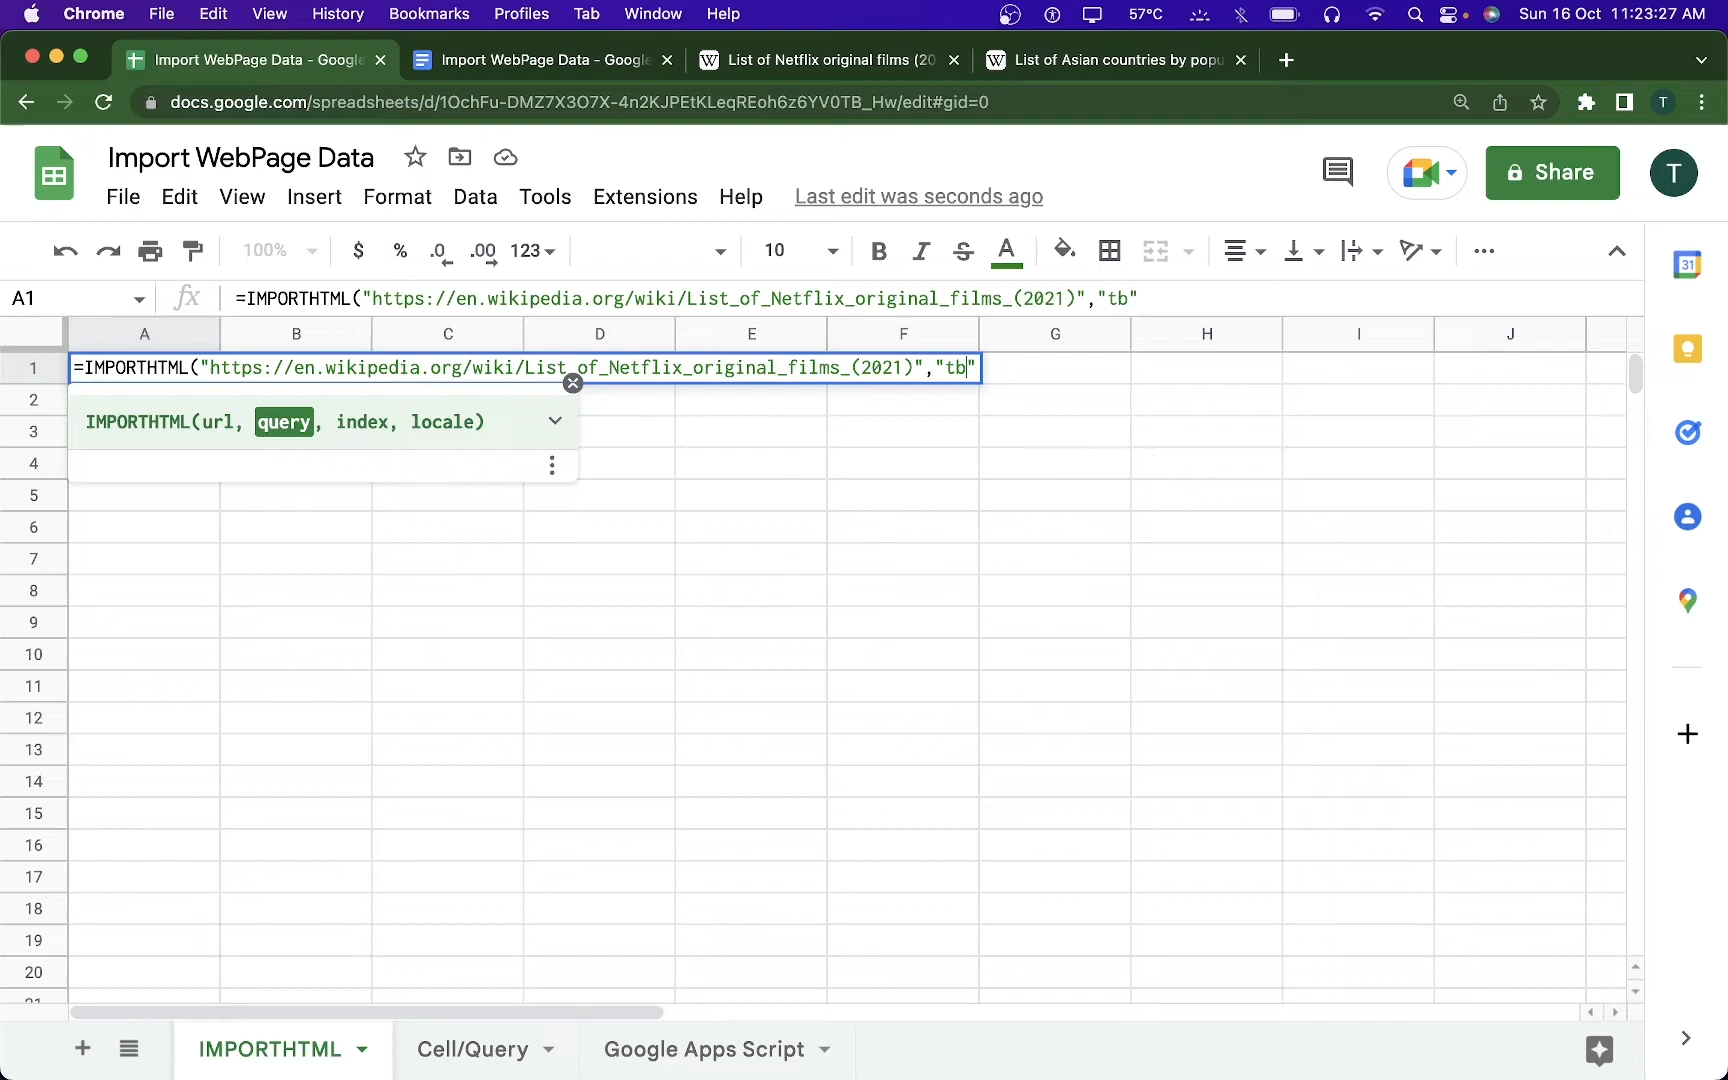 Chrome File Edit View History Bookmarks Profiles Tab Window Help 57°C Sun 16 Oct 11:23:27 AM
Import WebPage Data - Google List of Netflix original films (20 List of Asian countries by popu
Import WebPage Data - Google
docs.google.com/spreadsheets/d/1OchFu-DMZ7X3O7X-4n2KJPEtKLeqREoh6z6YV0TB_Hw/edit#gid=0 T
Import WebPage Data
File Edit View Insert Format Data Tools Extensions Help Last edit was seconds ago
Share T
100% $ % .0 .00 123 10 B I S A 31
A1 fx =IMPORTHTML("https://en.wikipedia.org/wiki/List_of_Netflix_original_films_(2021)","tb"
A B C D E F G H I J
1 =IMPORTHTML("https://en.wikipedia.org/wiki/List_of_Netflix_original_films_(2021)","tb"
2
IMPORTHTML(url, query, index, locale)
3
4
5
6
7
8
9
10
11
12
13
14
15
16
17
18
19
20
IMPORTHTML Cell/Query Google Apps Script